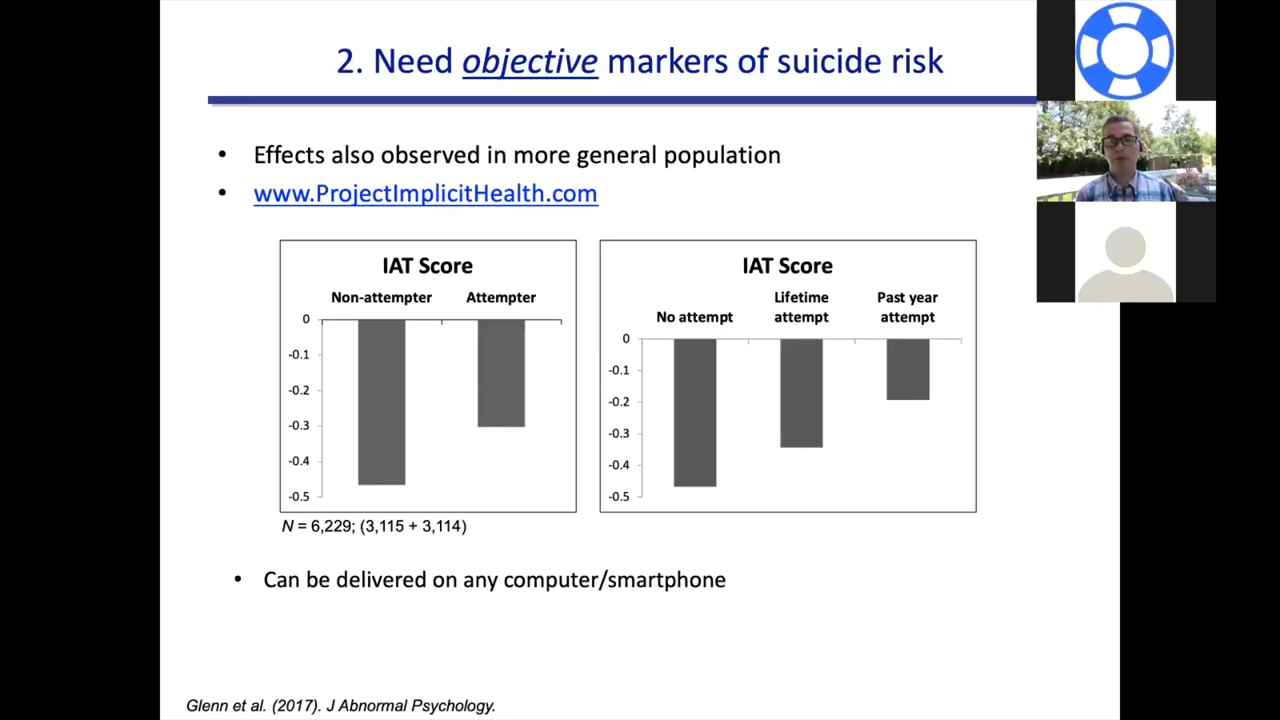 2. Need objective markers of suicide risk
• Effects also observed in more general population
• www.ProjectImplicitHealth.com
IAT Score
Non-attempter Attempter
0
-0.1
-0.2
-0.3
-0.4
-0.5
N = 6,229; (3,115 + 3,114)
IAT Score
No attempt Lifetime attempt Past year attempt
0
-0.1
-0.2
-0.3
-0.4
-0.5
• Can be delivered on any computer/smartphone
Glenn et al. (2017). J Abnormal Psychology.